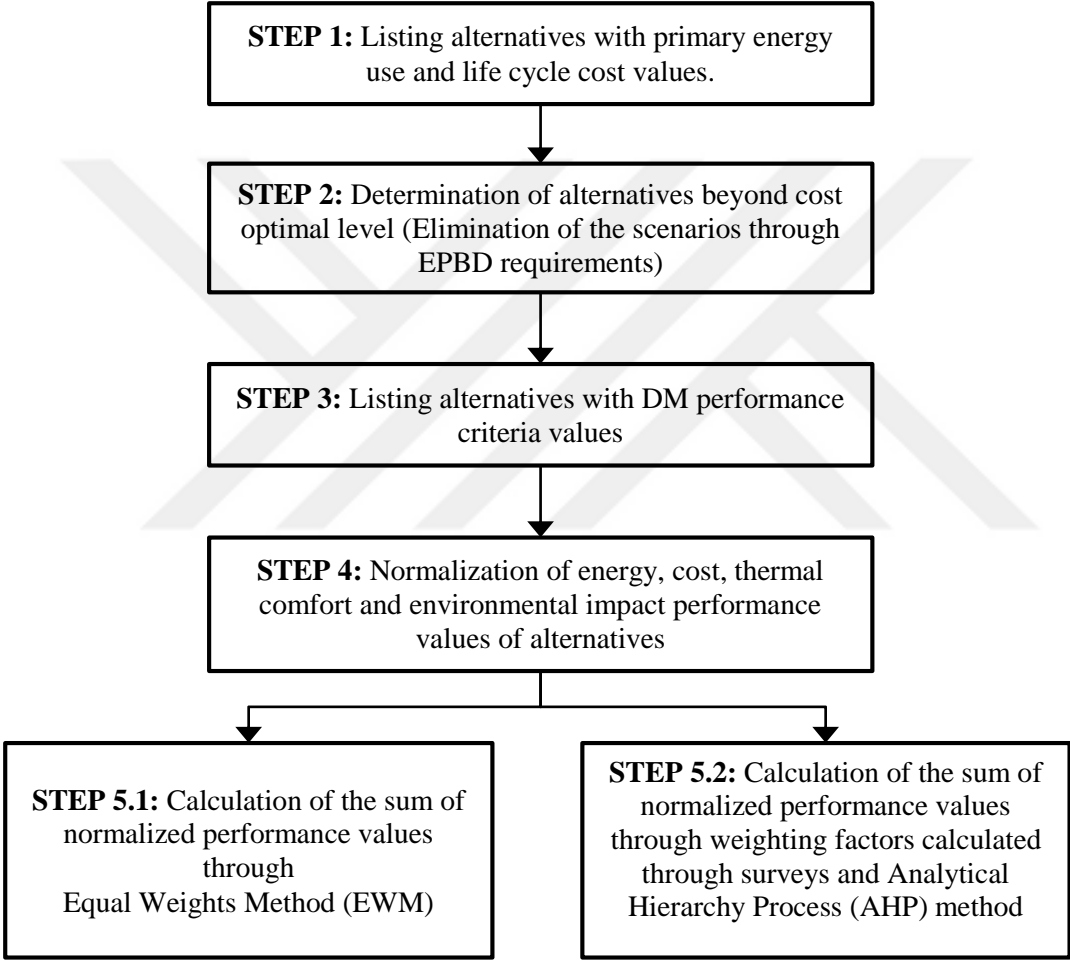 STEP 1: Listing alternatives with primary energy
use and life cycle cost values.
STEP 2: Determination of alternatives beyond cost
optimal level (Elimination of the scenarios through
EPBD requirements)
STEP 3: Listing alternatives with DM performance
criteria values
STEP 4: Normalization of energy, cost, thermal
comfort and environmental impact performance
values of alternatives
STEP 5.1: Calculation of the sum of
normalized performance values
through
Equal Weights Method (EWM)
STEP 5.2: Calculation of the sum of
normalized performance values
through weighting factors calculated
through surveys and Analytical
Hierarchy Process (AHP) method